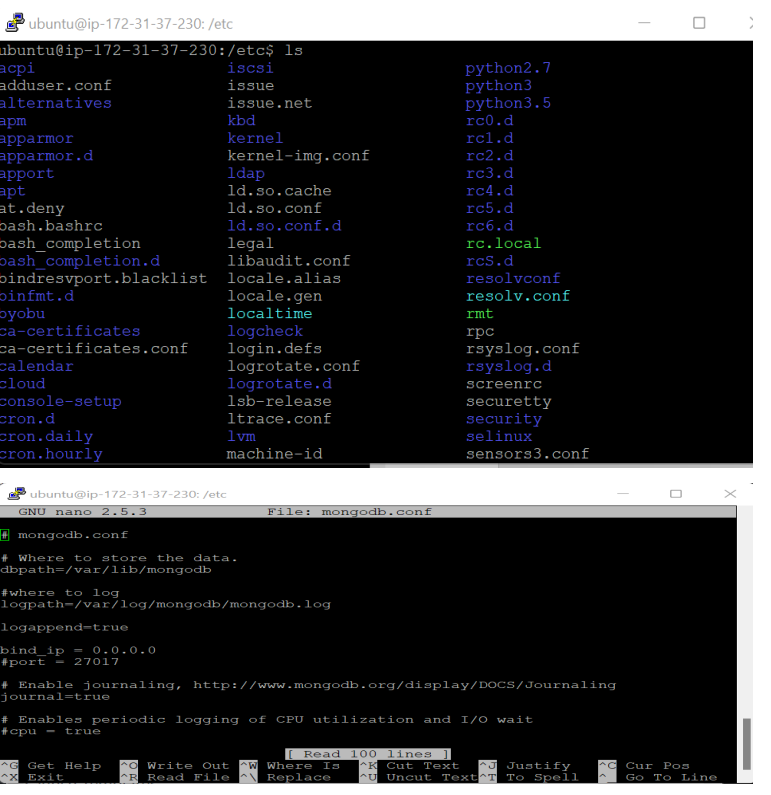 ubuntu@ip-172-31-37-230: /etc
ubuntu@ip-172-31-37-230:/etc$ ls
acpi iscsi python2.7
adduser.conf issue python3
alternatives issue.net python3.5
apm kbd rc0.d
apparmor kernel rc1.d
apparmor.d kernel-img.conf rc2.d
apport ldap rc3.d
apt ld.so.cache rc4.d
at.deny ld.so.conf rc5.d
bash.bashrc ld.so.conf.d rc6.d
bash_completion legal rc.local
bash_completion.d libaudit.conf rcS.d
bindresvport.blacklist locale.alias resolvconf
binfmt.d locale.gen resolv.conf
byobu localtime rmt
ca-certificates logcheck rpc
ca-certificates.conf login.defs rsyslog.conf
calendar logrotate.conf rsyslog.d
cloud logrotate.d screenrc
console-setup lsb-release securetty
cron.d ltrace.conf security
cron.daily lvm selinux
cron.hourly machine-id sensors3.conf
ubuntu@ip-172-31-37-230: /etc
GNU nano 2.5.3 File: mongodb.conf
# mongodb.conf
# Where to store the data.
dbpath=/var/lib/mongodb
#where to log
logpath=/var/log/mongodb/mongodb.log
logappend=true
bind_ip = 0.0.0.0
#port = 27017
# Enable journaling, http://www.mongodb.org/display/DOCS/Journaling
journal=true
# Enables periodic logging of CPU utilization and I/O wait
#cpu = true
[ Read 100 lines ]
^G Get Help ^O Write Out ^W Where Is ^K Cut Text ^J Justify ^C Cur Pos
^X Exit ^R Read File ^\ Replace ^U Uncut Text ^T To Spell ^_ Go To Line